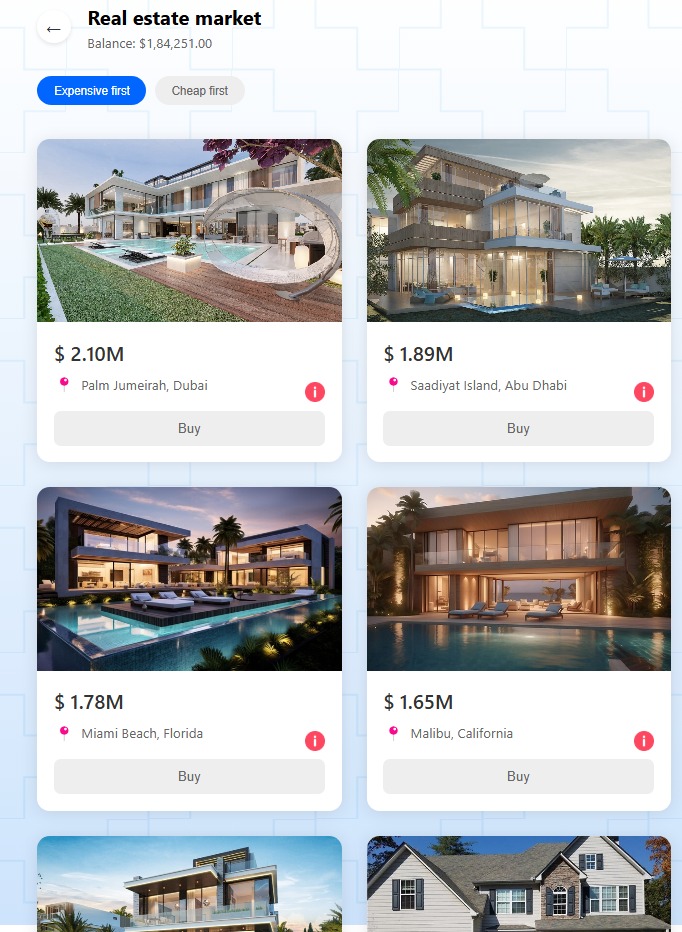 ←
Real estate market
Balance: $1,84,251.00
Expensive first
Cheap first
$ 2.10M
Palm Jumeirah, Dubai
i
Buy
$ 1.89M
Saadiyat Island, Abu Dhabi
i
Buy
$ 1.78M
Miami Beach, Florida
i
Buy
$ 1.65M
Malibu, California
i
Buy